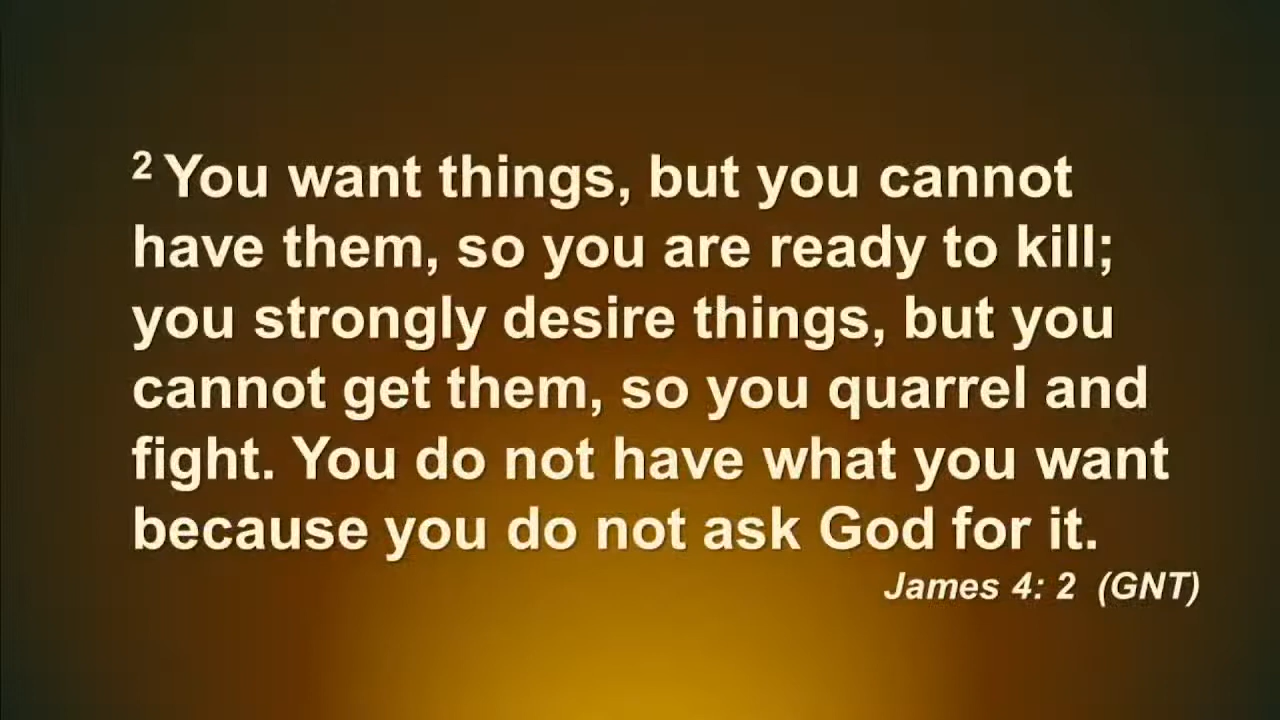 2 You want things, but you cannot
have them, so you are ready to kill;
you strongly desire things, but you
cannot get them, so you quarrel and
fight. You do not have what you want
because you do not ask God for it.
James 4: 2 (GNT)